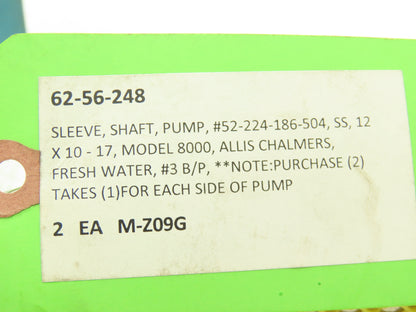 62-56-248
SLEEVE, SHAFT, PUMP, #52-224-186-504, SS, 12
X 10 - 17, MODEL 8000, ALLIS CHALMERS,
FRESH WATER, #3 B/P, **NOTE:PURCHASE (2)
TAKES (1)FOR EACH SIDE OF PUMP
2 EA M-Z09G